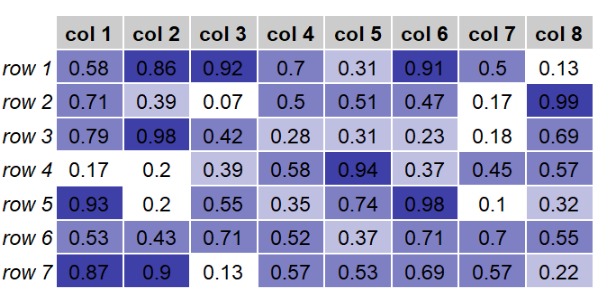 col 1 col 2 col 3 col 4 col 5 col 6 col 7 col 8
row 1 0.58 0.86 0.92 0.7 0.31 0.91 0.5 0.13
row 2 0.71 0.39 0.07 0.5 0.51 0.47 0.17 0.99
row 3 0.79 0.98 0.42 0.28 0.31 0.23 0.18 0.69
row 4 0.17 0.2 0.39 0.58 0.94 0.37 0.45 0.57
row 5 0.93 0.2 0.55 0.35 0.74 0.98 0.1 0.32
row 6 0.53 0.43 0.71 0.52 0.37 0.71 0.7 0.55
row 7 0.87 0.9 0.13 0.57 0.53 0.69 0.57 0.22